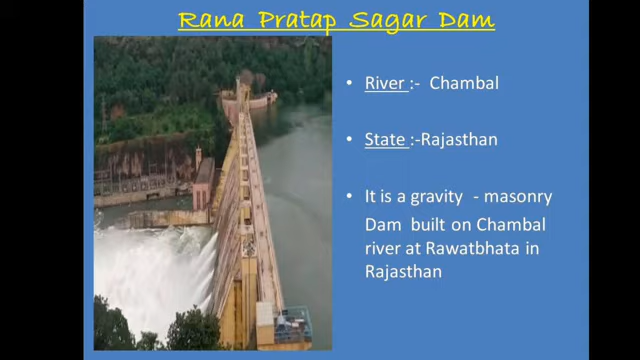 Rana Pratap Sagar Dam
• River :- Chambal
• State :-Rajasthan
• It is a gravity - masonry
Dam built on Chambal
river at Rawatbhata in
Rajasthan